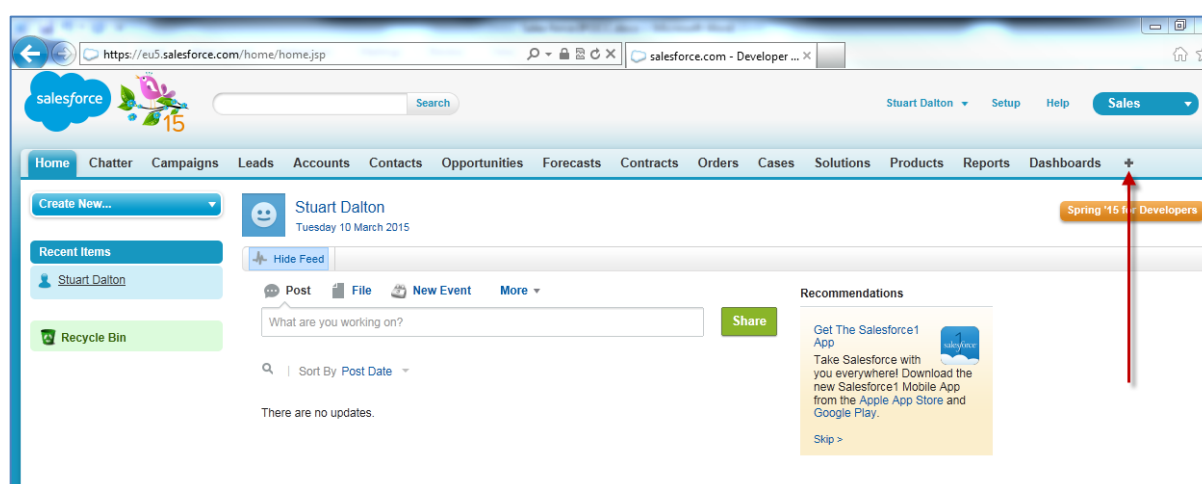 https://eu5.salesforce.com/home/home.jsp
salesforce.com - Developer ...
salesforce
15
Search
Stuart Dalton
Setup
Help
Sales
Home Chatter Campaigns Leads Accounts Contacts Opportunities Forecasts Contracts Orders Cases Solutions Products Reports Dashboards +
Create New...
Stuart Dalton
Tuesday 10 March 2015
Spring '15 for Developers
Recent Items
Stuart Dalton
Recycle Bin
Hide Feed
Post File New Event More
What are you working on?
Share
Sort By Post Date
There are no updates.
Recommendations
Get The Salesforce1
App
Take Salesforce with
you everywhere! Download the
new Salesforce1 Mobile App
from the Apple App Store and
Google Play.
Skip >
salesforce
1